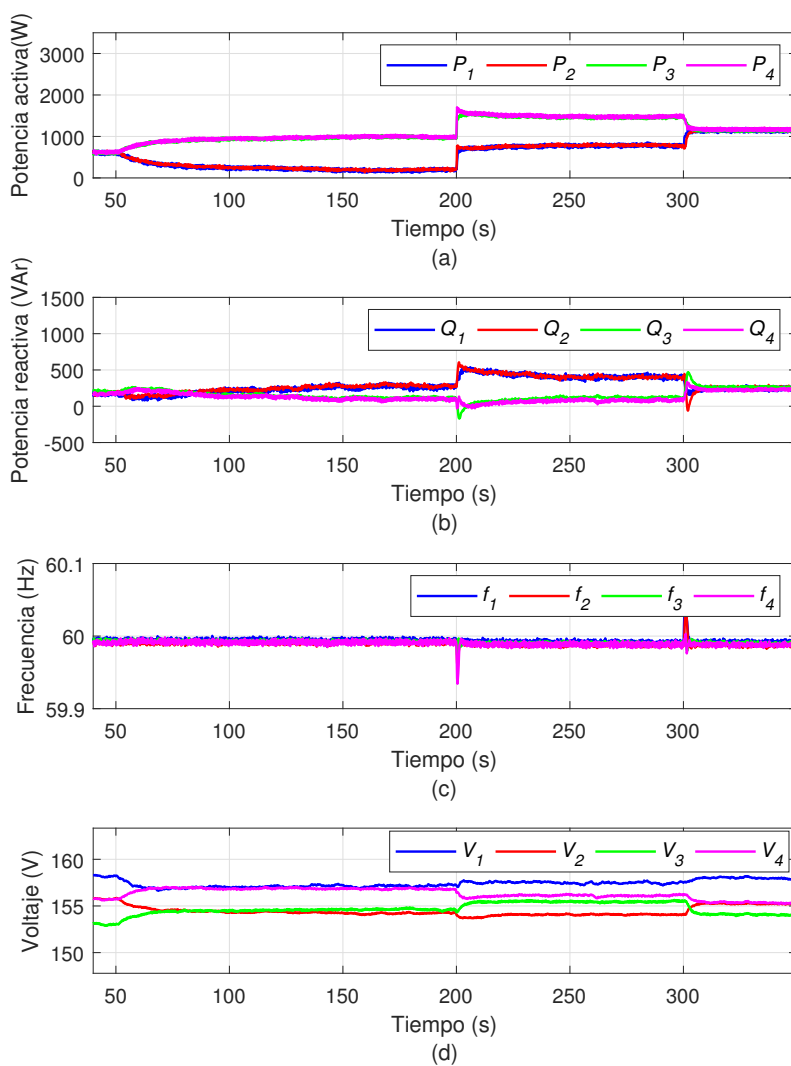 Potencia activa(W)
3000
2000
1000
0
P1 P2 P3 P4
50 100 150 200 250 300
Tiempo (s)
(a)
Potencia reactiva (VAr)
1500
1000
500
0
-500
Q1 Q2 Q3 Q4
50 100 150 200 250 300
Tiempo (s)
(b)
Frecuencia (Hz)
60.1
60
59.9
f1 f2 f3 f4
50 100 150 200 250 300
Tiempo (s)
(c)
Voltaje (V)
160
155
150
V1 V2 V3 V4
50 100 150 200 250 300
Tiempo (s)
(d)